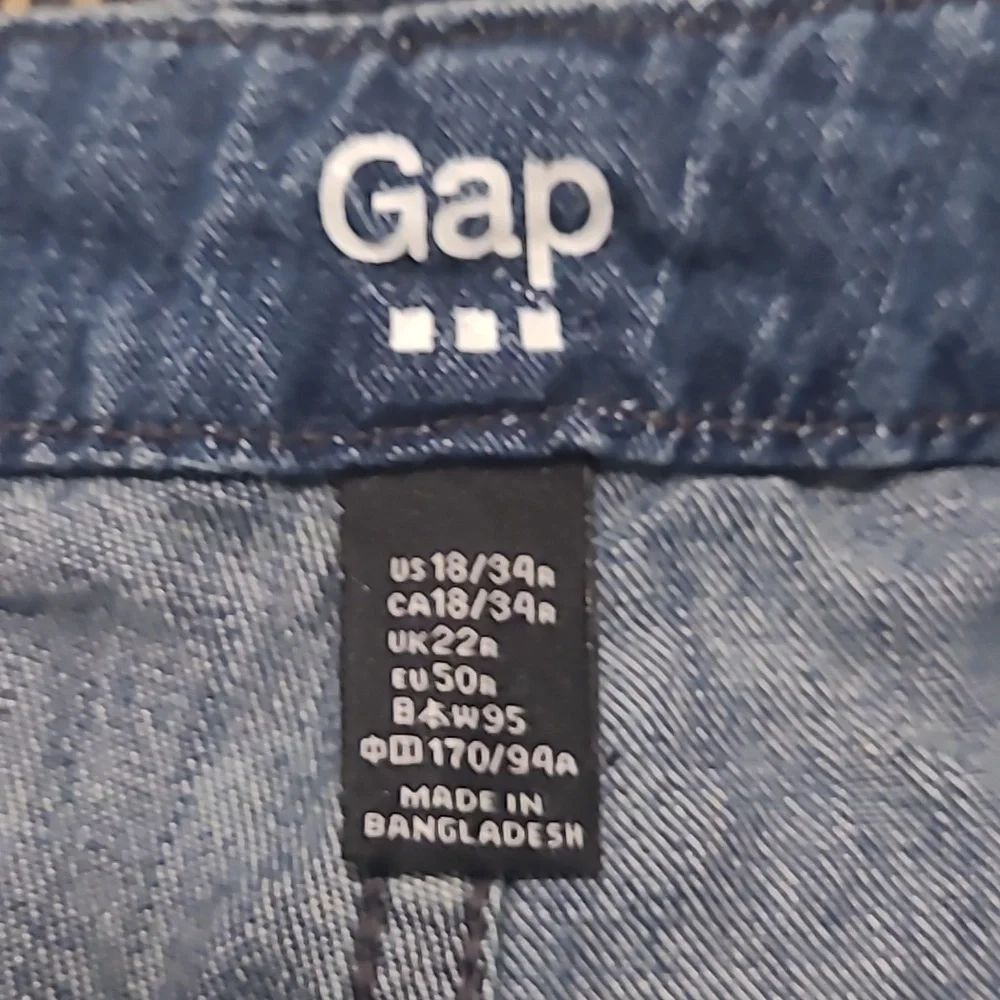 Gap
US 18/34R
CA 18/34R
UK 22R
EU 50R
日本 W95
中国 170/94A
MADE IN
BANGLADESH